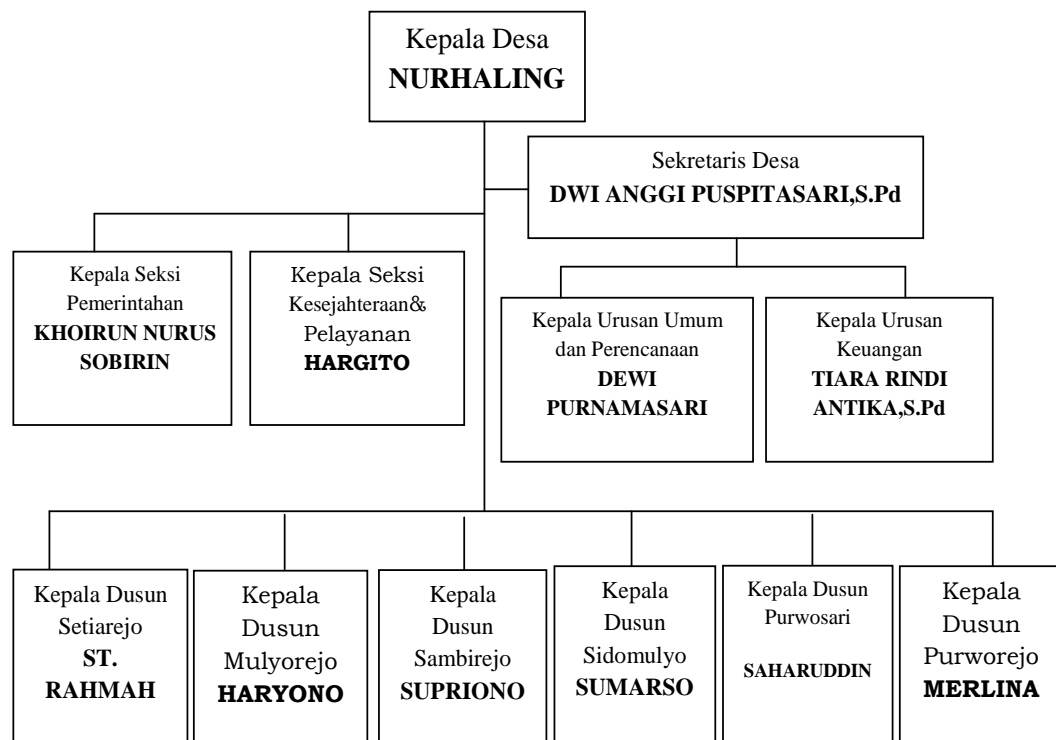 Kepala Desa
NURHALING
Sekretaris Desa
DWI ANGGI PUSPITASARI,S.Pd
Kepala Seksi
Pemerintahan
KHOIRUN NURUS
SOBIRIN
Kepala Seksi
Kesejahteraan&
Pelayanan
HARGITO
Kepala Urusan Umum
dan Perencanaan
DEWI
PURNAMASARI
Kepala Urusan
Keuangan
TIARA RINDI
ANTIKA,S.Pd
Kepala Dusun
Setiarejo
ST.
RAHMAH
Kepala
Dusun
Mulyorejo
HARYONO
Kepala
Dusun
Sambirejo
SUPRIONO
Kepala
Dusun
Sidomulyo
SUMARSO
Kepala Dusun
Purwosari
SAHARUDDIN
Kepala
Dusun
Purworejo
MERLINA